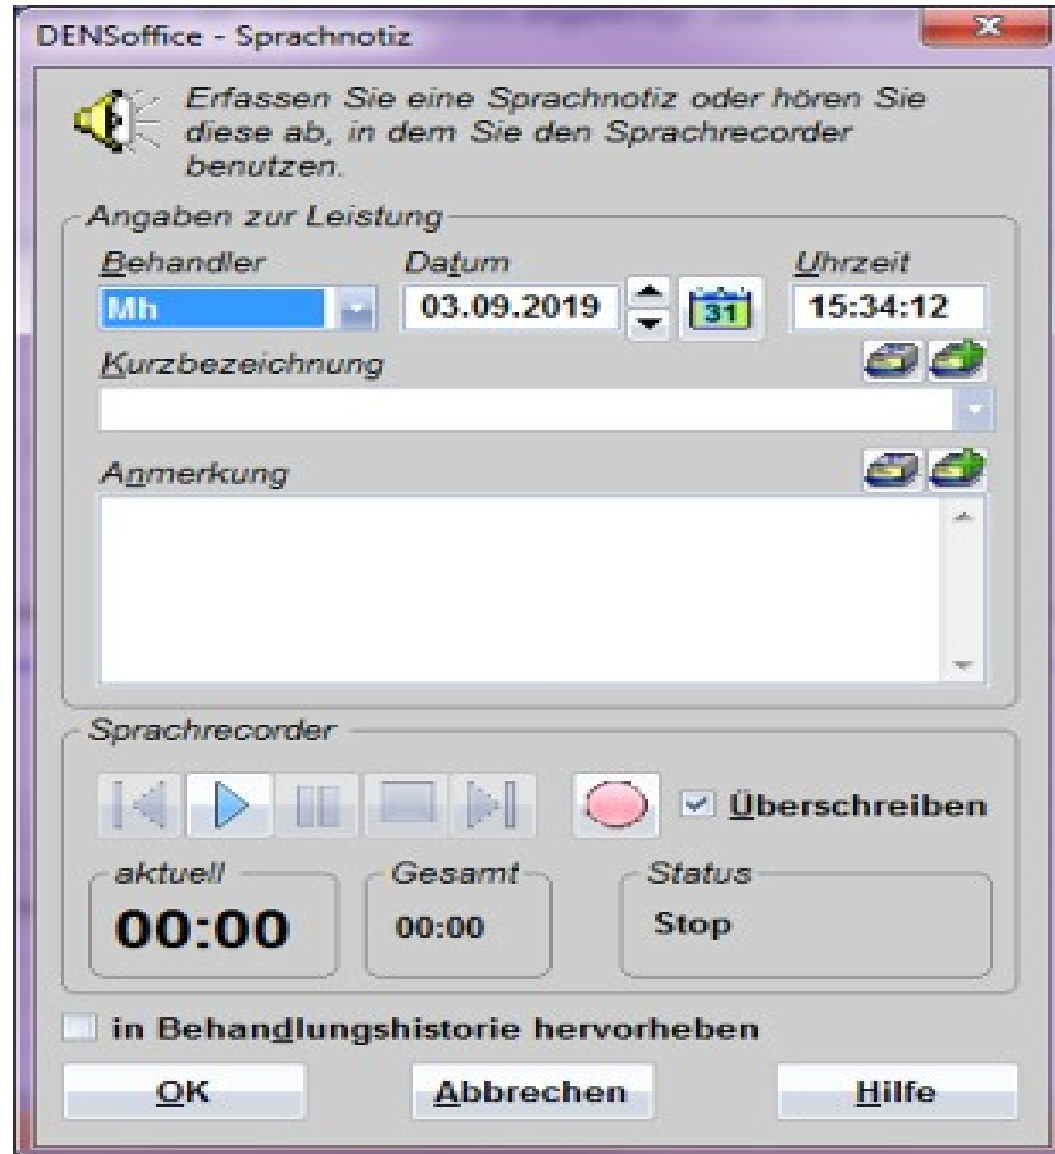 DENSoffice - Sprachnotiz
Erfassen Sie eine Sprachnotiz oder hören Sie
diese ab, in dem Sie den Sprachrecorder
benutzen.
Angaben zur Leistung
Behandler Datum Uhrzeit
Mh 03.09.2019 31 15:34:12
Kurzbezeichnung
Anmerkung
Sprachrecorder
Überschreiben
aktuell Gesamt Status
00:00 00:00 Stop
in Behandlungshistorie hervorheben
OK Abbrechen Hilfe